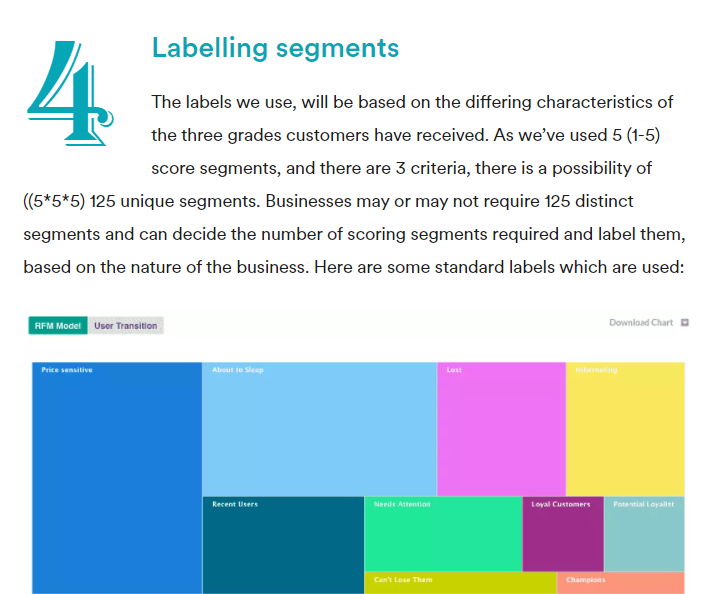 4
Labelling segments
The labels we use, will be based on the differing characteristics of
the three grades customers have received. As we’ve used 5 (1-5)
score segments, and there are 3 criteria, there is a possibility of
((5*5*5) 125 unique segments. Businesses may or may not require 125 distinct
segments and can decide the number of scoring segments required and label them,
based on the nature of the business. Here are some standard labels which are used:
RFM Model User Transition
Download Chart
Price sensitive
About to Sleep
Lost
Hibernating
Recent Users
Needs Attention
Loyal Customers
Potential Loyalist
Can't Lose Them
Champions